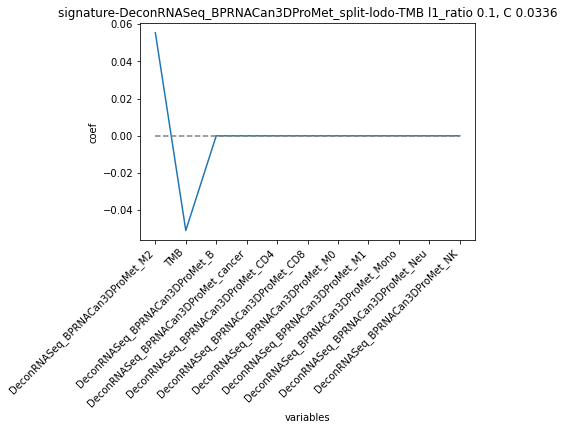 signature-DeconRNASeq_BPRNACan3DProMet_split-lodo-TMB l1_ratio 0.1, C 0.0336
0.06
0.04
0.02
0.00
−0.02
−0.04
coef
DeconRNASeq_BPRNACan3DProMet_M2
TMB
DeconRNASeq_BPRNACan3DProMet_B
DeconRNASeq_BPRNACan3DProMet_cancer
DeconRNASeq_BPRNACan3DProMet_CD4
DeconRNASeq_BPRNACan3DProMet_CD8
DeconRNASeq_BPRNACan3DProMet_M0
DeconRNASeq_BPRNACan3DProMet_M1
DeconRNASeq_BPRNACan3DProMet_Mono
DeconRNASeq_BPRNACan3DProMet_Neu
DeconRNASeq_BPRNACan3DProMet_NK
variables